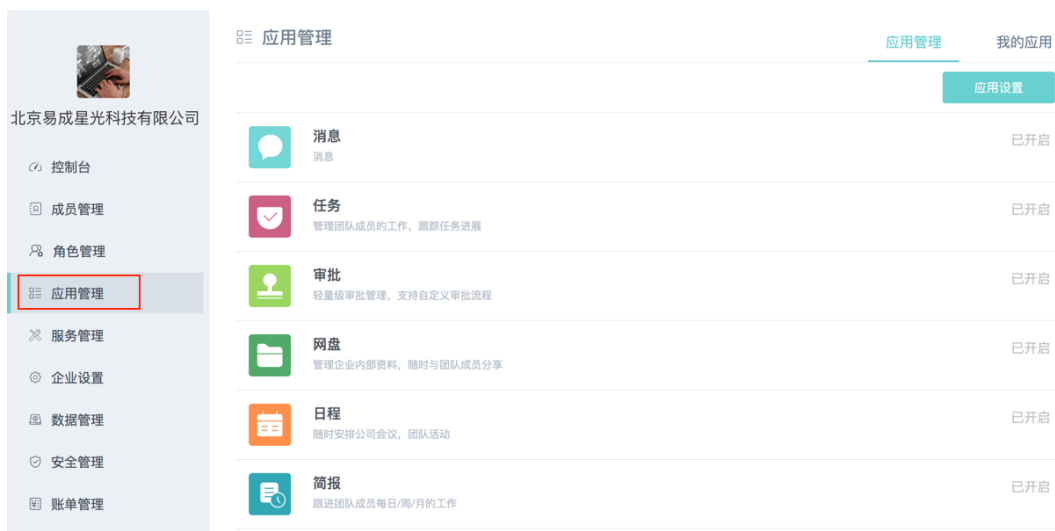 北京易成星光科技有限公司
控制台
成员管理
角色管理
应用管理
服务管理
企业设置
数据管理
安全管理
账单管理
应用管理
应用管理 我的应用
应用设置
消息
消息
已开启
任务
管理团队成员的工作，跟踪任务进展
已开启
审批
轻量级审批管理，支持自定义审批流程
已开启
网盘
管理企业内部资料，随时与团队成员分享
已开启
日程
随时安排公司会议，团队活动
已开启
简报
跟进团队成员每日/周/月的工作
已开启